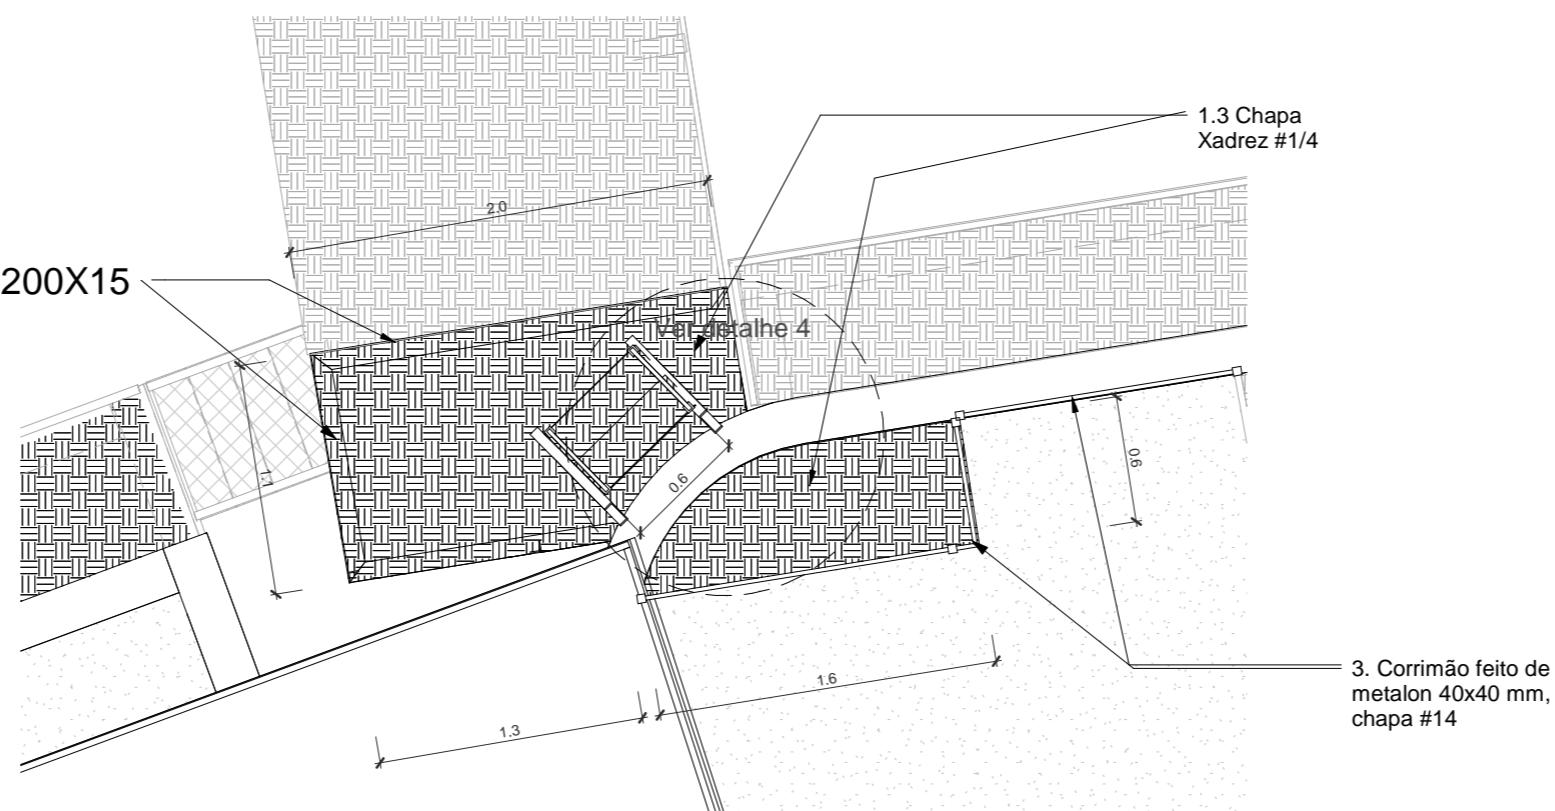 1.3 Chapa
Xadrez #1/4
2.0
200X15
Ver detalhe 4
1.1
0.6
0.6
1.6
1.3
3. Corrimão feito de
metalon 40x40 mm,
chapa #14